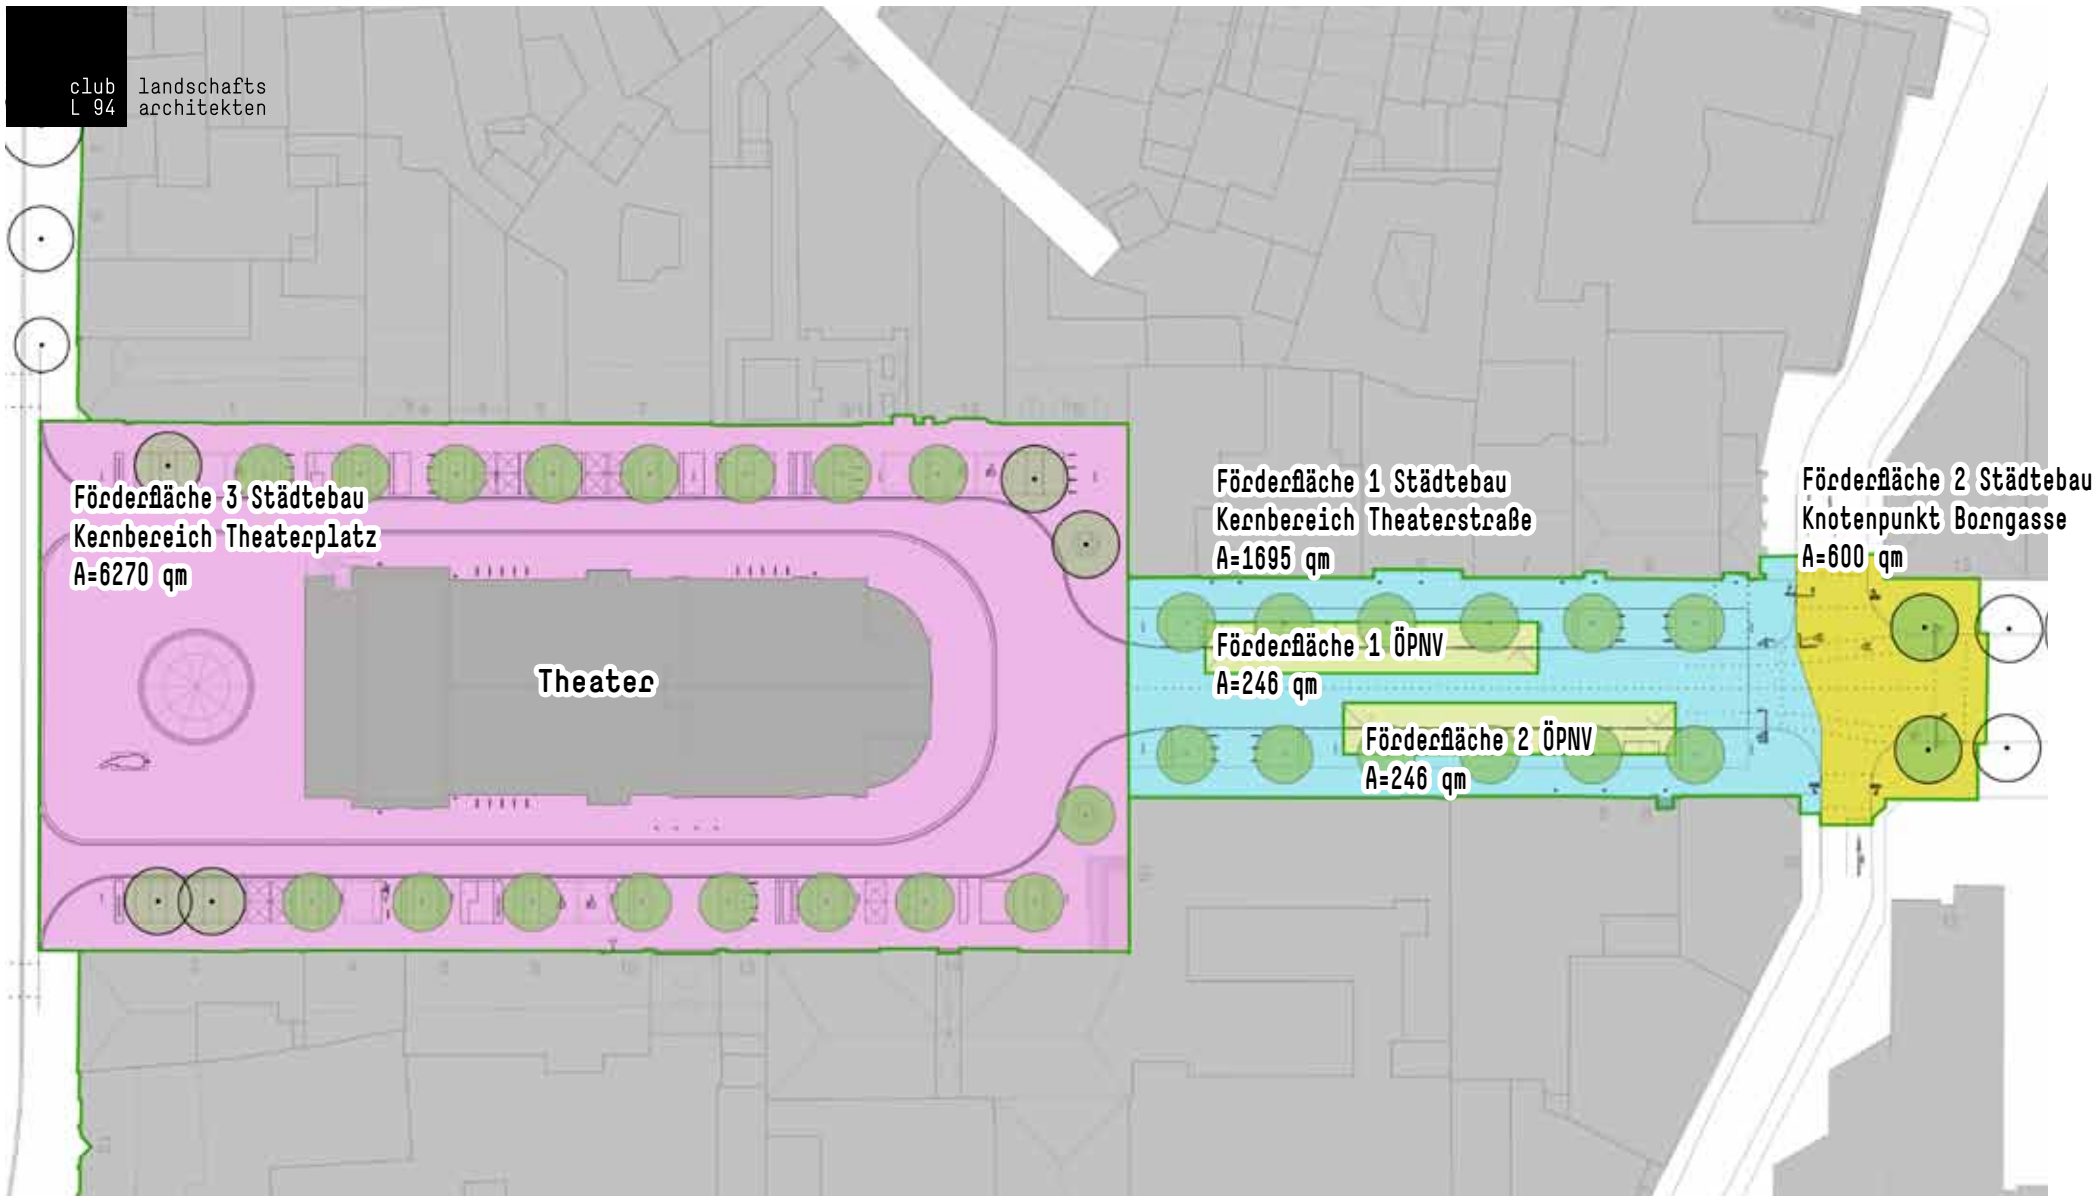 club landschafts
L 94 architekten
Förderfläche 3 Städtebau
Kernbereich Theaterplatz
A=6270 qm
Theater
Förderfläche 1 Städtebau
Kernbereich Theaterstraße
A=1695 qm
Förderfläche 2 Städtebau
Knotenpunkt Borngasse
A=600 qm
Förderfläche 1 ÖPNV
A=246 qm
Förderfläche 2 ÖPNV
A=246 qm